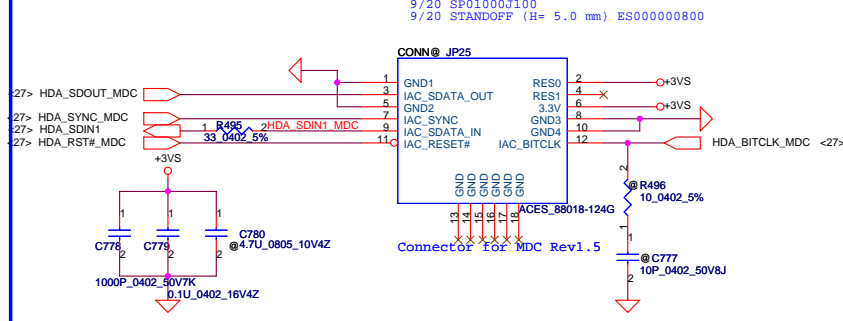 9/20 SP01000J100
9/20 STANDOFF (H= 5.0 mm) ES000000800
CONN@ JP25
1 GND1 RES0 2 +3VS
<27> HDA_SDOUT_MDC 3 IAC_SDATA_OUT RES1 4
5 GND2 3.3V 6 +3VS
<27> HDA_SYNC_MDC 7 IAC_SYNC GND3 8
<27> HDA_SDIN1 1 R495 2 HDA_SDIN1_MDC 9 IAC_SDATA_IN GND4 10
33_0402_5%
<27> HDA_RST#_MDC 11 IAC_RESET# IAC_BITCLK 12 HDA_BITCLK_MDC <27>
+3VS
GND GND GND GND GND GND
13 14 15 16 17 18
ACES_88018-124G
Connector for MDC Rev1.5
2 @ R496 1
10_0402_5%
1 C778 2
1 C779 2
1 C780 2
@ 4.7U_0805_10V4Z
1000P_0402_50V7K
0.1U_0402_16V4Z
1 @ C777 2
10P_0402_50V8J